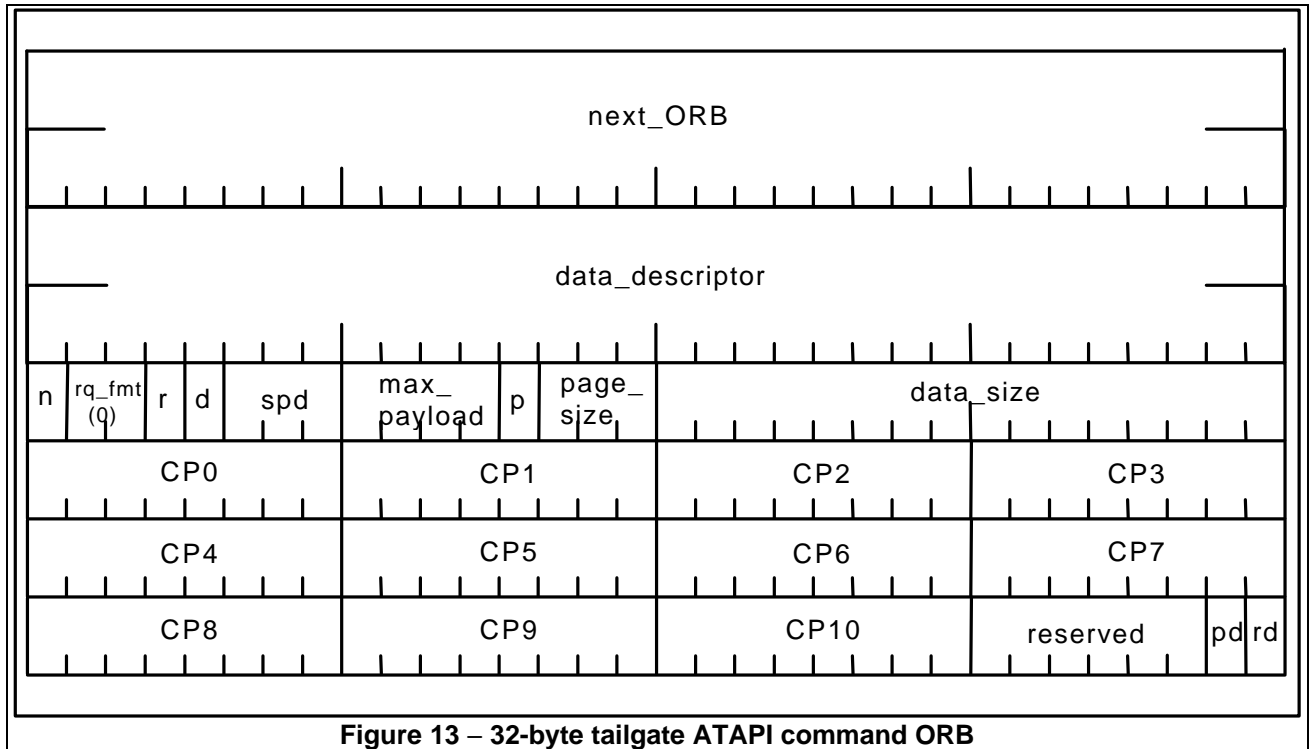 next_ORB
data_descriptor
n rq_fmt (0) r d spd max_ payload p page_ size data_size
CP0 CP1 CP2 CP3
CP4 CP5 CP6 CP7
CP8 CP9 CP10 reserved pd rd
Figure 13 – 32-byte tailgate ATAPI command ORB